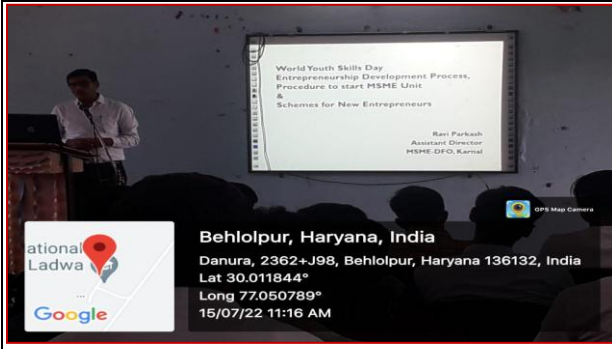 World Youth Skills Day
Entrepreneurship Development Process,
Procedure to start MSME Unit
&
Schemes for New Entrepreneurs
Ravi Parkash
Assistant Director
MSME-DFO, Karnal
GPS Map Camera
ational
Ladwa
Google
Behlolpur, Haryana, India
Danura, 2362+J98, Behlolpur, Haryana 136132, India
Lat 30.011844°
Long 77.050789°
15/07/22 11:16 AM